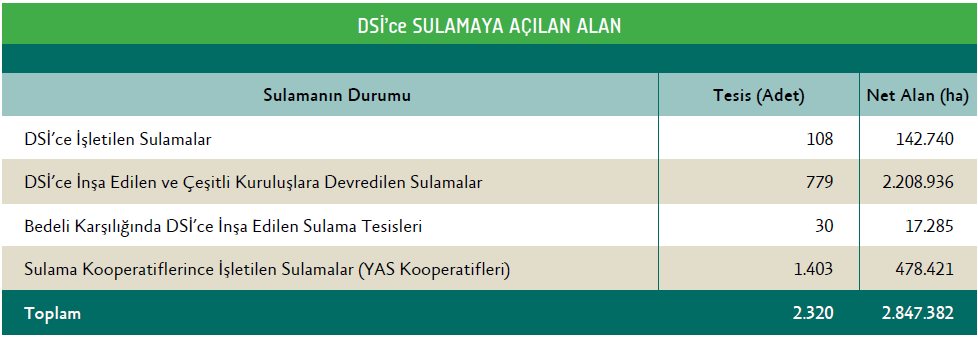 DSİ’ce SULAMAYA AÇILAN ALAN
Sulamanın Durumu Tesis (Adet) Net Alan (ha)
DSİ’ce İşletilen Sulamalar 108 142.740
DSİ’ce İnşa Edilen ve Çeşitli Kuruluşlara Devredilen Sulamalar 779 2.208.936
Bedeli Karşılığında DSİ’ce İnşa Edilen Sulama Tesisleri 30 17.285
Sulama Kooperatiflerince İşletilen Sulamalar (YAS Kooperatifleri) 1.403 478.421
Toplam 2.320 2.847.382